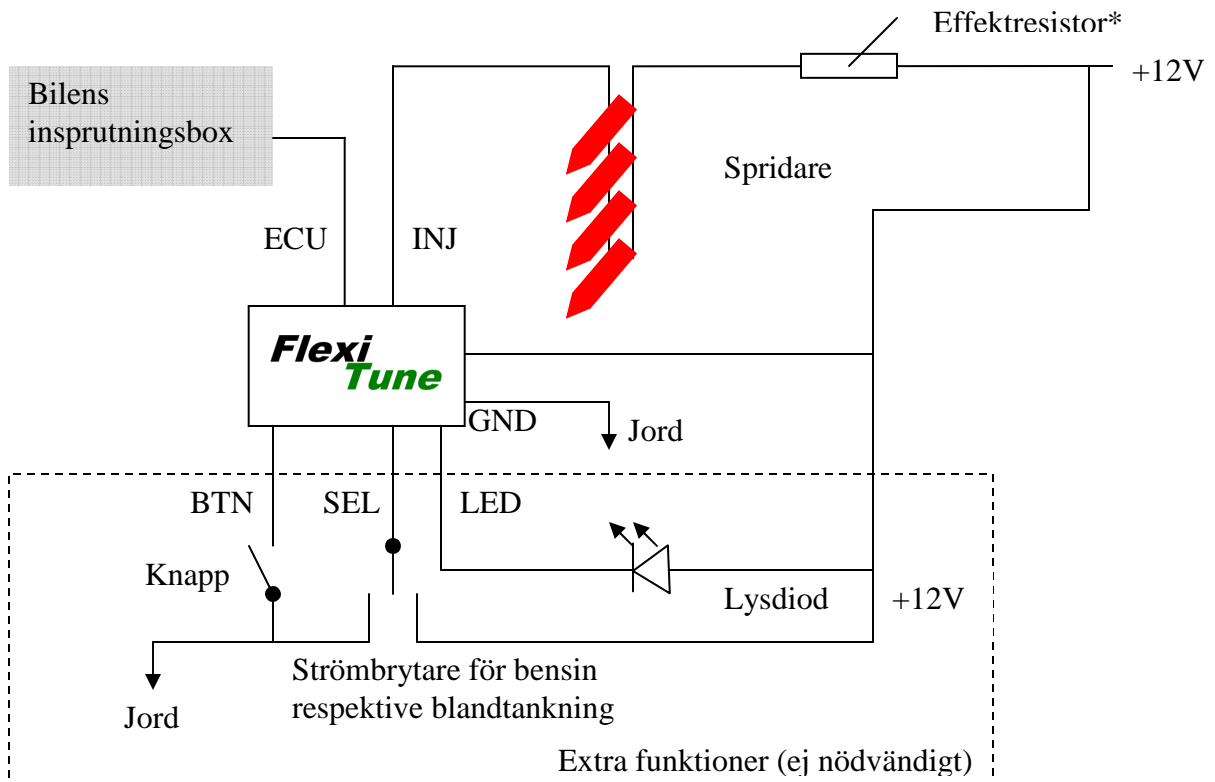 Effektresistor*
+12V
Bilens
insprutningsbox
Spridare
ECU
INJ
Flexi
Tune
GND
Jord
BTN
SEL
LED
Knapp
Lysdiod
+12V
Strömbrytare för bensin
respektive blandtankning
Jord
Extra funktioner (ej nödvändigt)